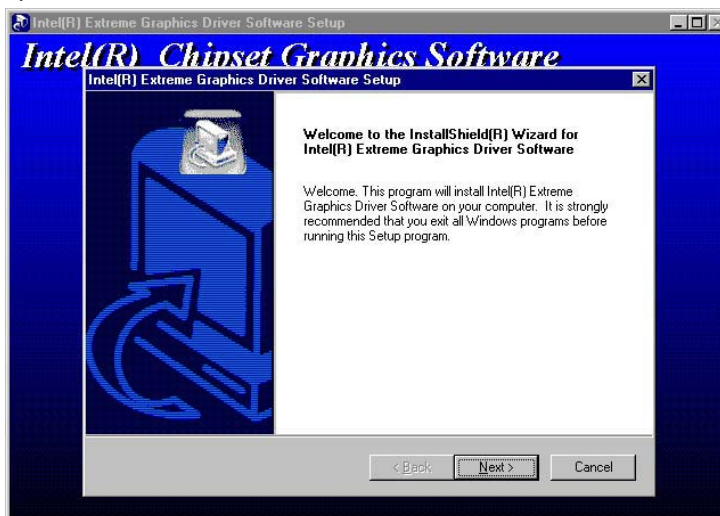 Intel(R) Extreme Graphics Driver Software Setup
Intel(R) Chipset Graphics Software
Intel(R) Extreme Graphics Driver Software Setup
Welcome to the InstallShield(R) Wizard for
Intel(R) Extreme Graphics Driver Software
Welcome. This program will install Intel(R) Extreme
Graphics Driver Software on your computer. It is strongly
recommended that you exit all Windows programs before
running this Setup program.
< Back Next > Cancel